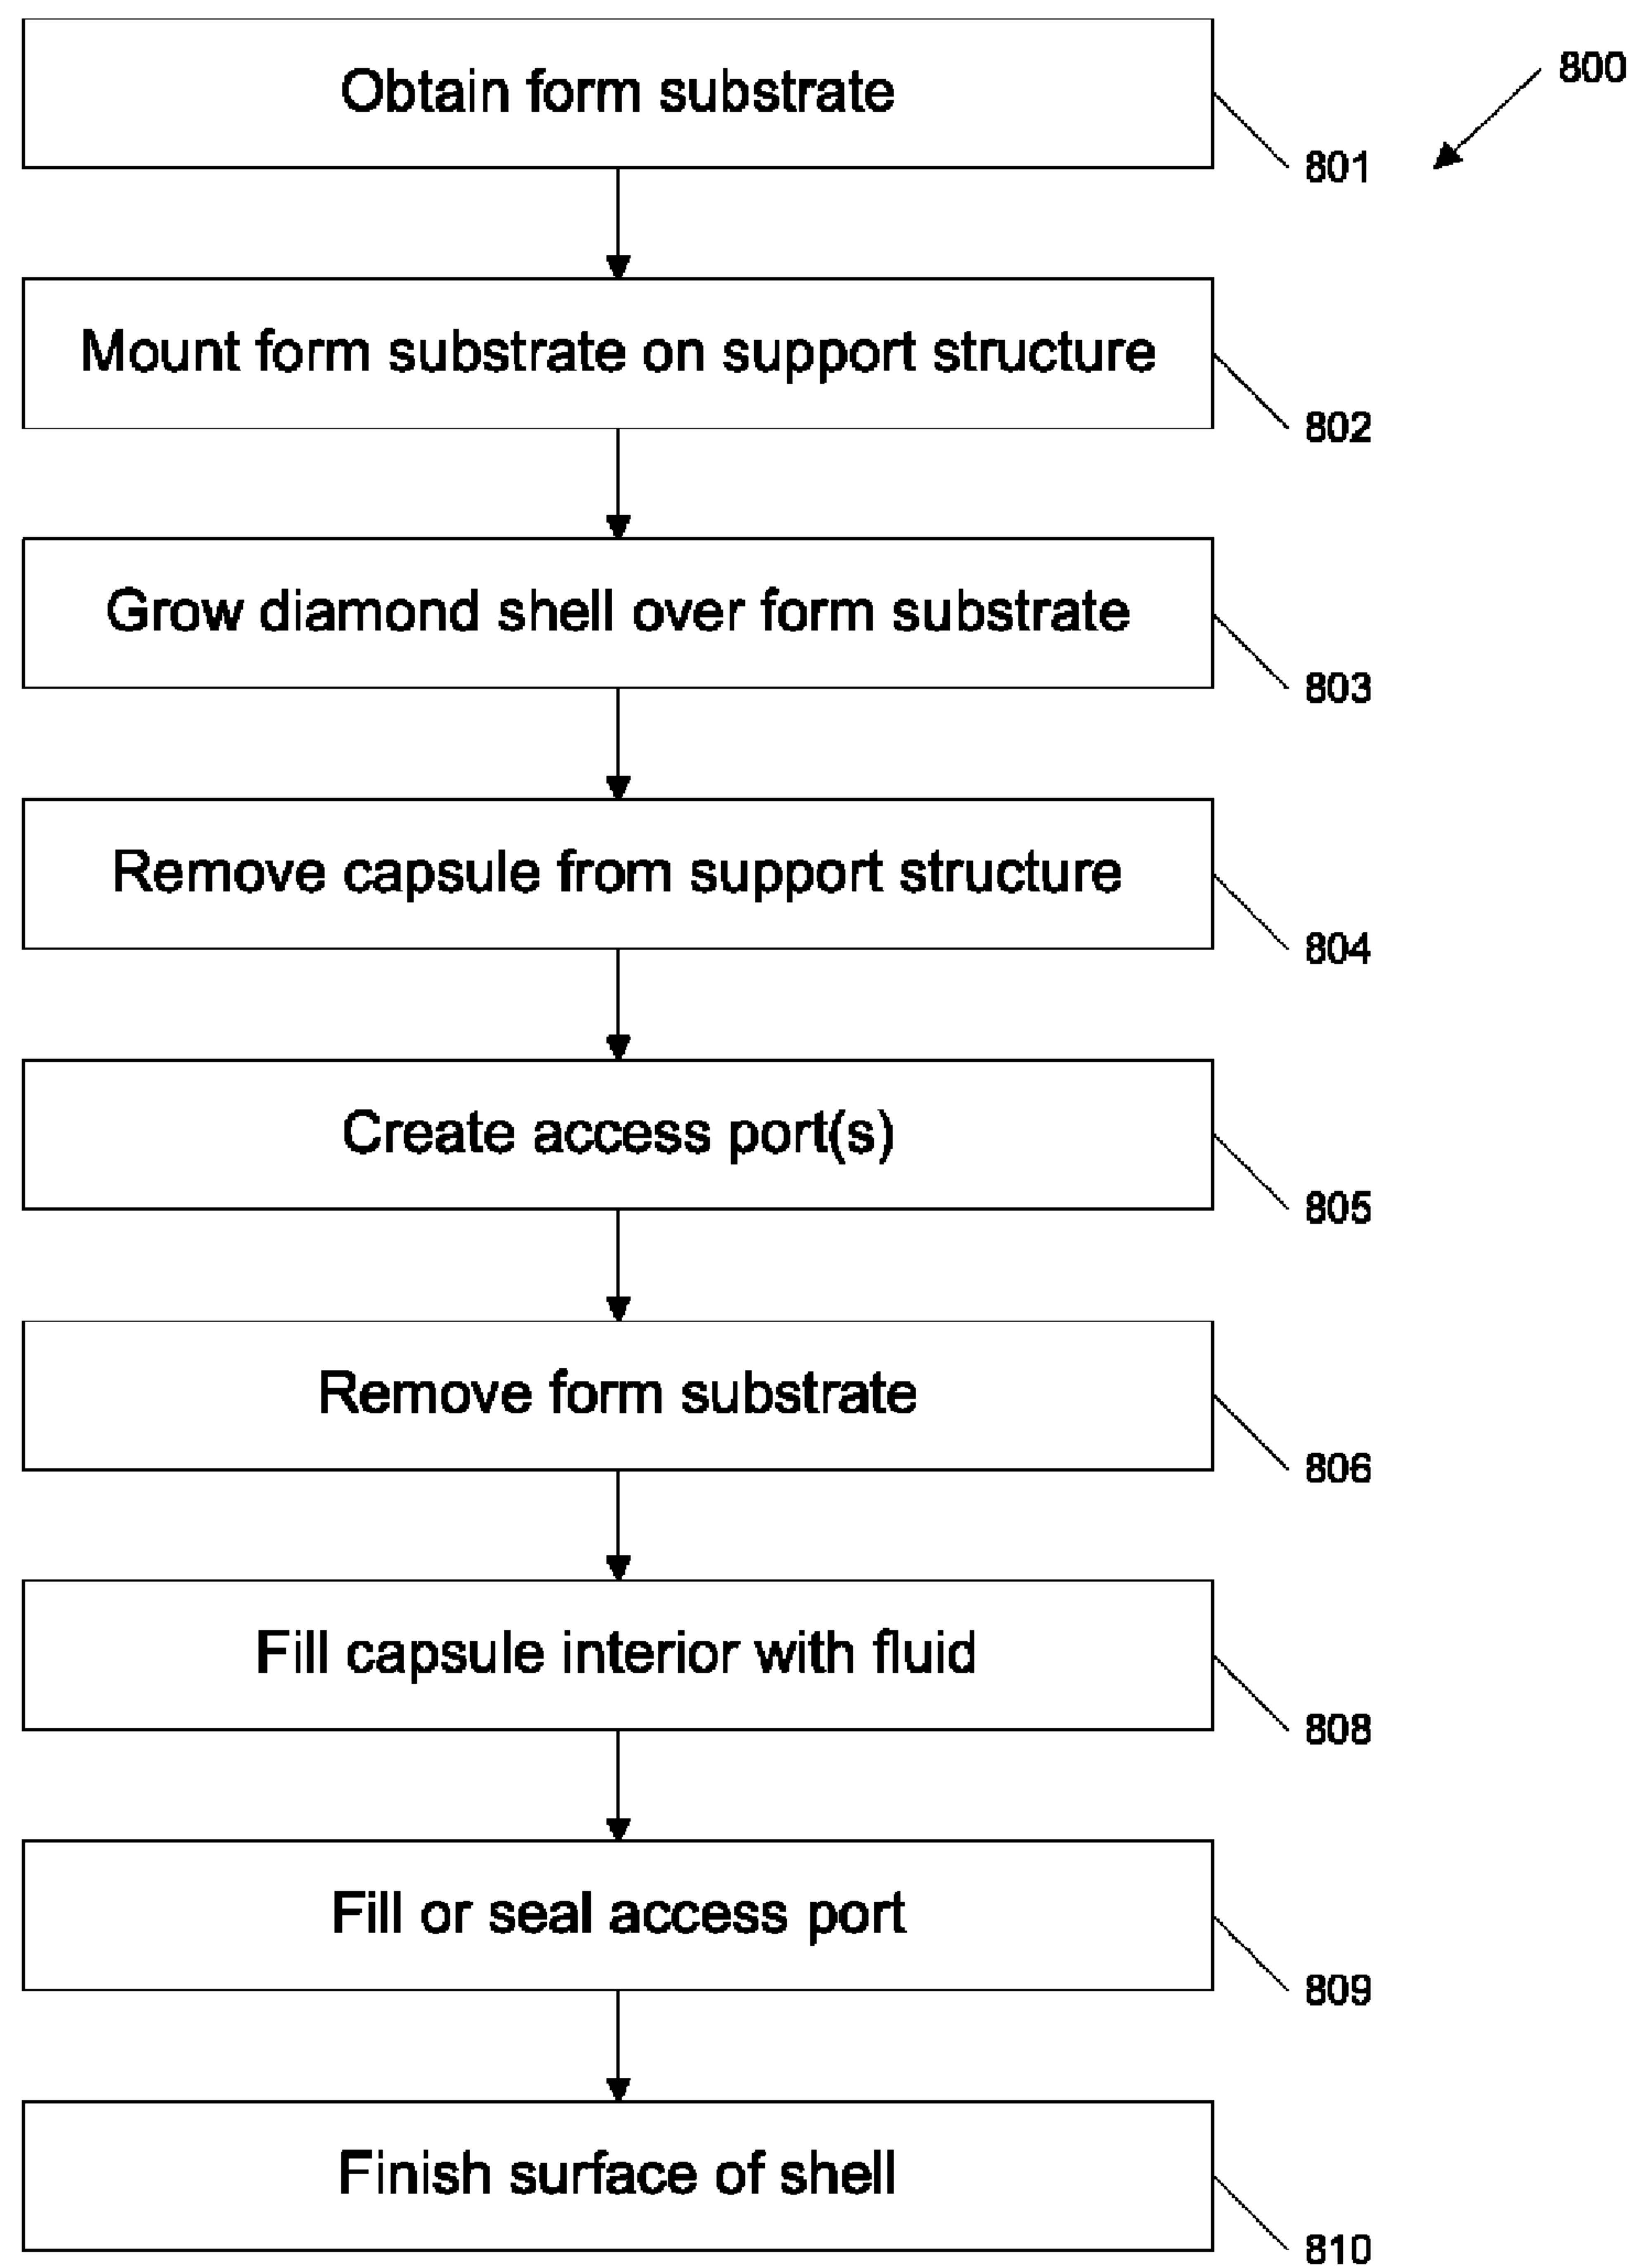 Obtain form substrate
800
801
Mount form substrate on support structure
802
Grow diamond shell over form substrate
803
Remove capsule from support structure
804
Create access port(s)
805
Remove form substrate
806
Fill capsule interior with fluid
808
Fill or seal access port
809
Finish surface of shell
810